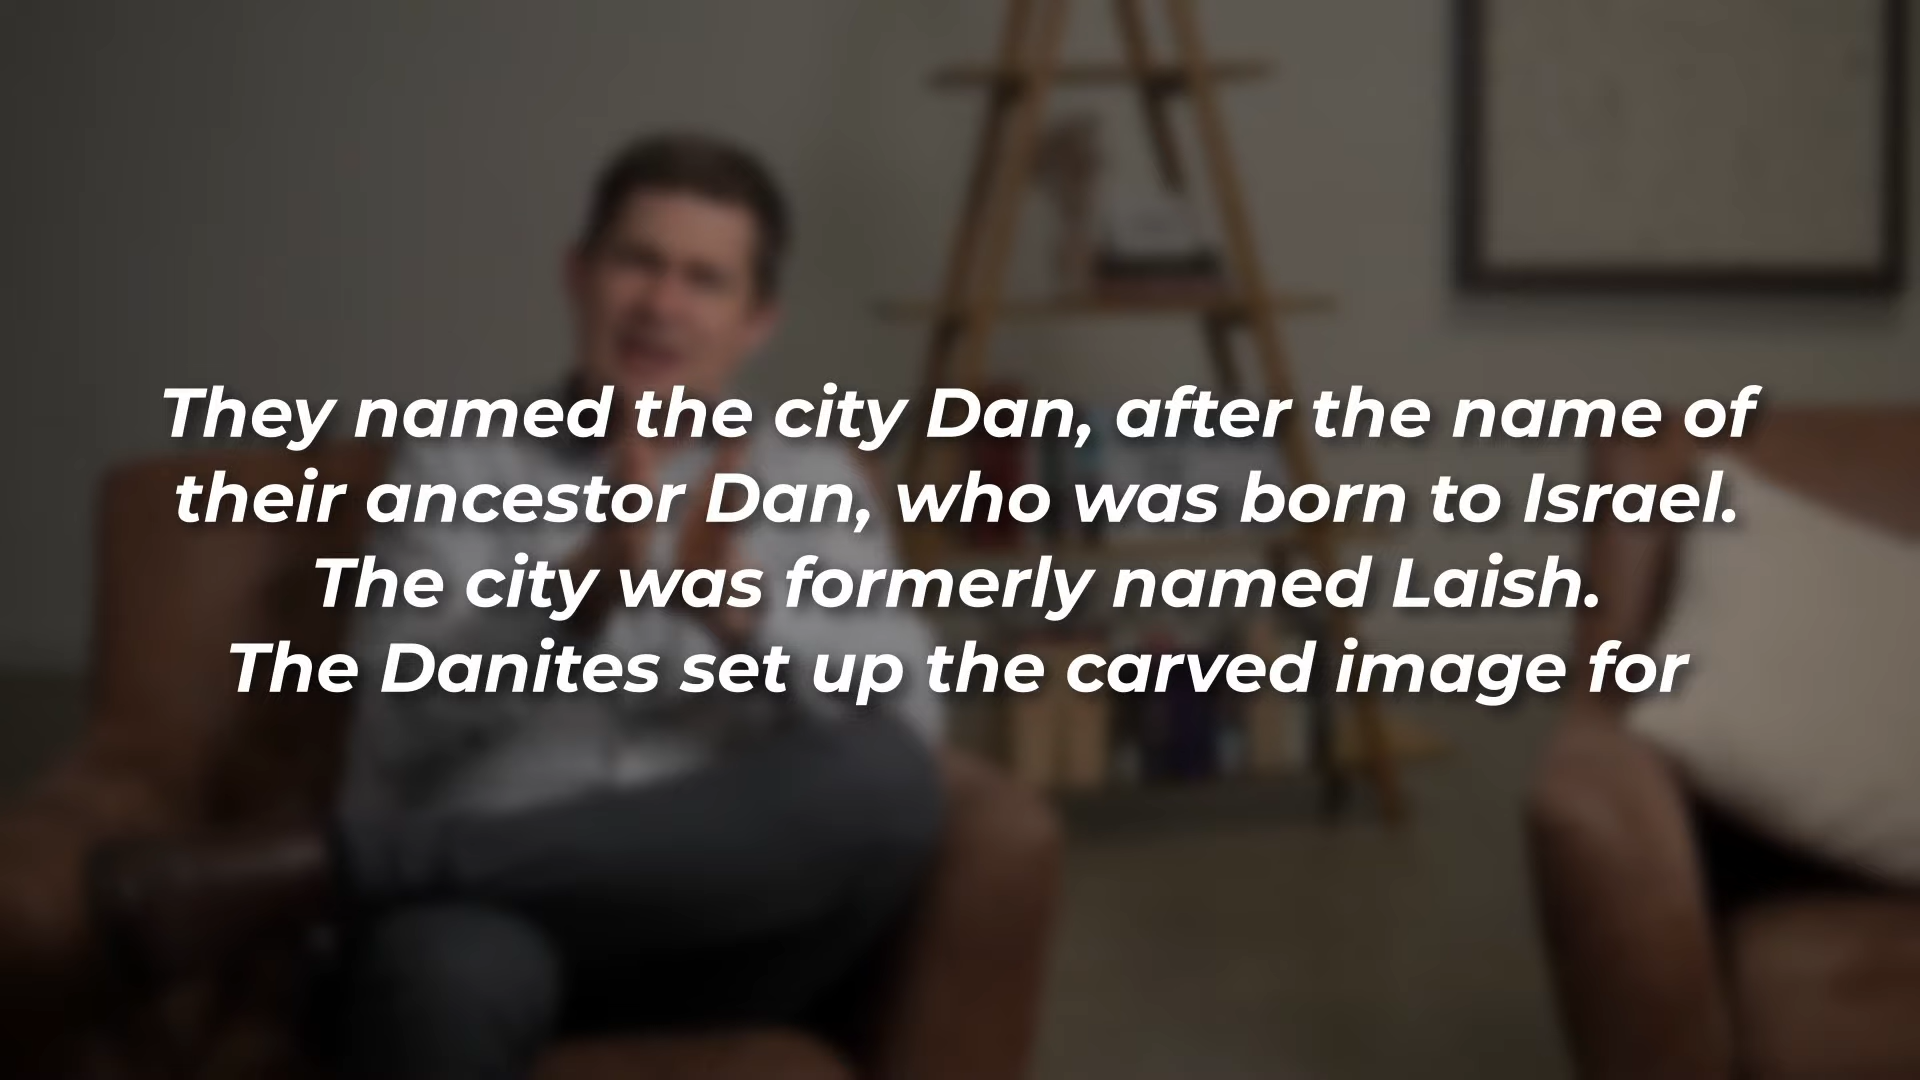 They named the city Dan, after the name of
their ancestor Dan, who was born to Israel.
The city was formerly named Laish.
The Danites set up the carved image for